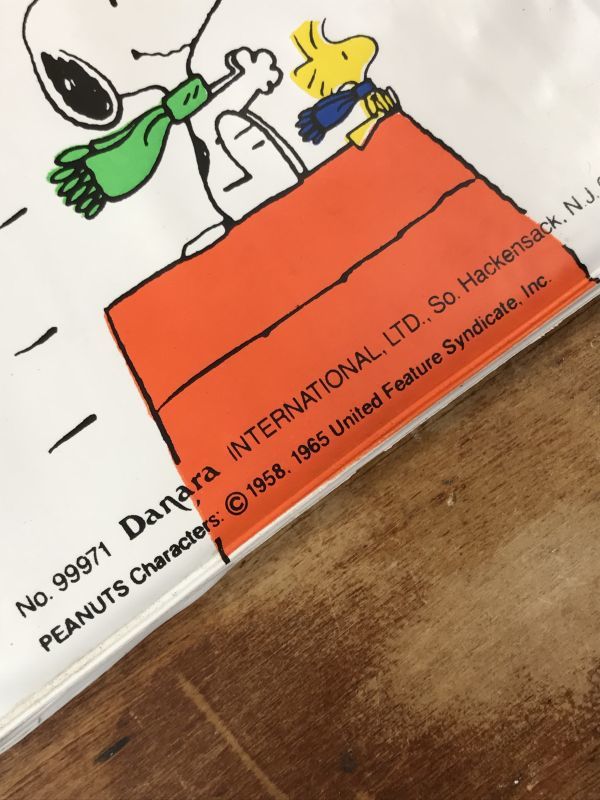 No. 99971 Danara INTERNATIONAL, LTD., So. Hackensack, N.J.
PEANUTS Characters: © 1958, 1965 United Feature Syndicate, Inc.